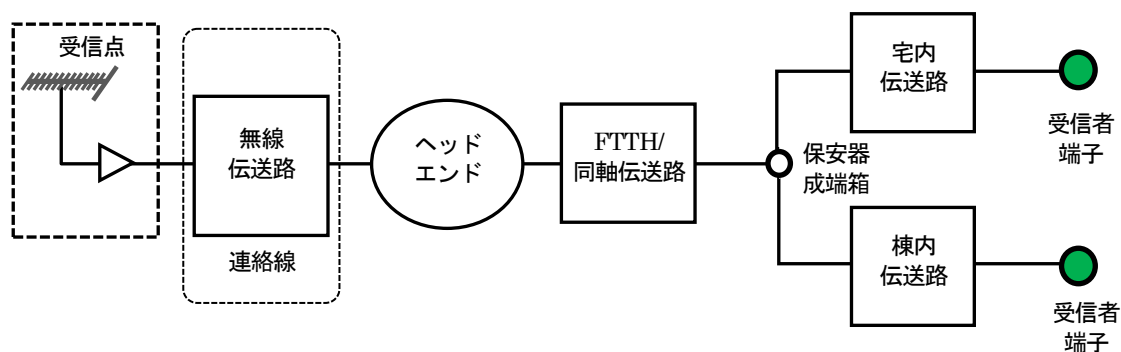 受信点
無線
伝送路
連絡線
ヘッド
エンド
FTTH/
同軸伝送路
保安器
成端箱
宅内
伝送路
受信者
端子
棟内
伝送路
受信者
端子